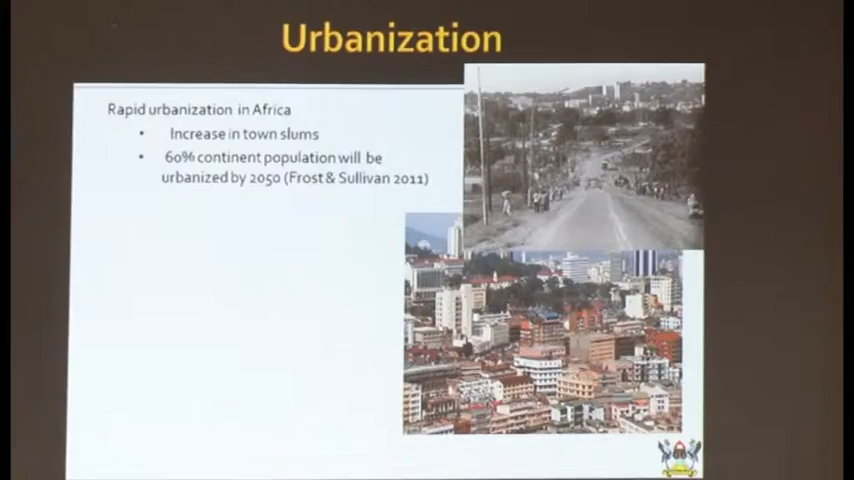 Urbanization
Rapid urbanization in Africa
• Increase in town slums
• 60% continent population will be
urbanized by 2050 (Frost & Sullivan 2011)